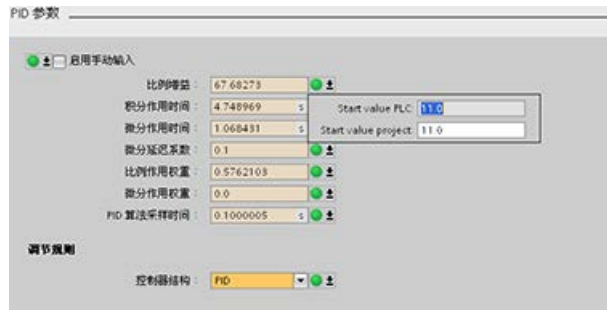 PID 参数
启用手动输入
比例增益： 67.68273
积分作用时间： 4.748969 s
Start value PLC: 11.0
微分作用时间： 1.068431 s
Start value project: 11.0
微分延迟系数： 0.1
比例作用权重： 0.5762103
微分作用权重： 0.0
PID 算法采样时间： 0.1000005 s
调节规则
控制器结构： PID